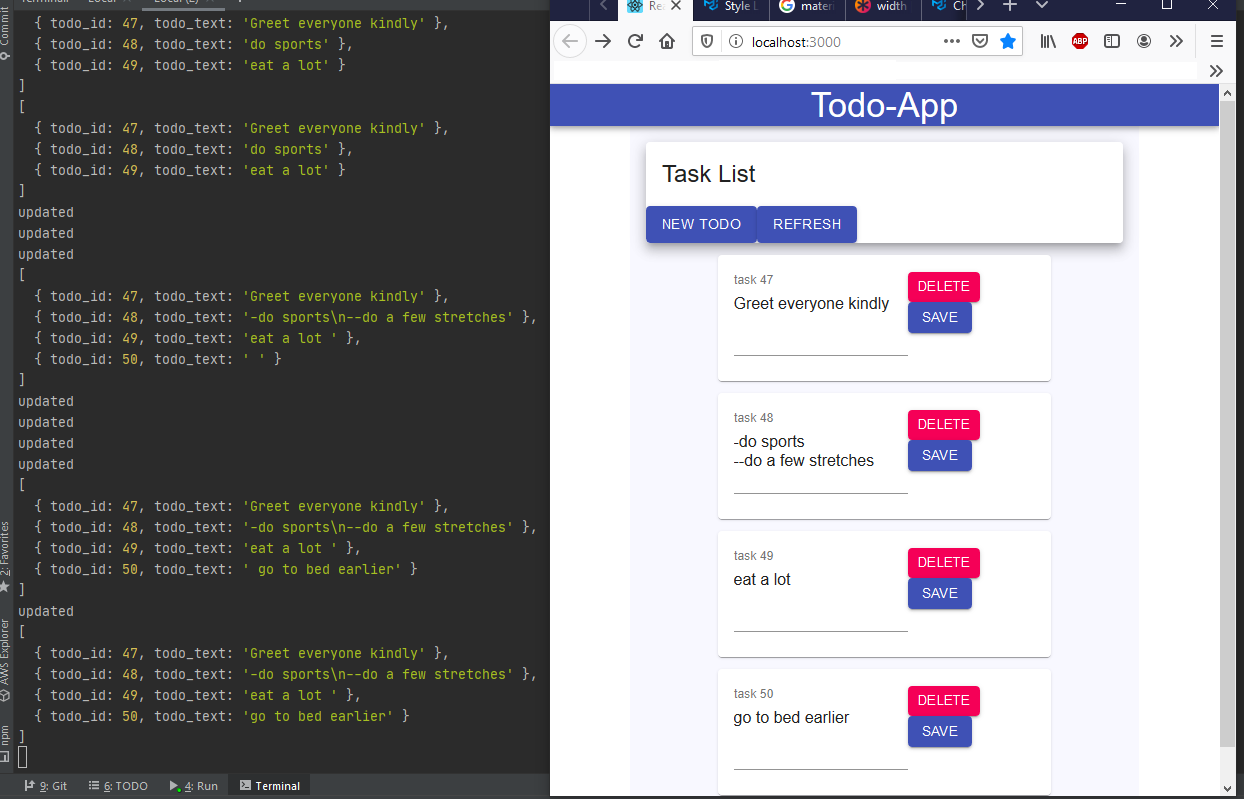 Terminal
Local
Local (2)
Commit
{ todo_id: 47, todo_text: 'Greet everyone kindly' },
{ todo_id: 48, todo_text: 'do sports' },
{ todo_id: 49, todo_text: 'eat a lot' }
]
[
{ todo_id: 47, todo_text: 'Greet everyone kindly' },
{ todo_id: 48, todo_text: 'do sports' },
{ todo_id: 49, todo_text: 'eat a lot' }
]
updated
updated
updated
[
{ todo_id: 47, todo_text: 'Greet everyone kindly' },
{ todo_id: 48, todo_text: '-do sports\n--do a few stretches' },
{ todo_id: 49, todo_text: 'eat a lot ' },
{ todo_id: 50, todo_text: ' ' }
]
updated
updated
updated
updated
[
{ todo_id: 47, todo_text: 'Greet everyone kindly' },
{ todo_id: 48, todo_text: '-do sports\n--do a few stretches' },
{ todo_id: 49, todo_text: 'eat a lot ' },
{ todo_id: 50, todo_text: ' go to bed earlier' }
]
updated
[
{ todo_id: 47, todo_text: 'Greet everyone kindly' },
{ todo_id: 48, todo_text: '-do sports\n--do a few stretches' },
{ todo_id: 49, todo_text: 'eat a lot ' },
{ todo_id: 50, todo_text: 'go to bed earlier' }
]
2: Favorites
AWS Explorer
npm
9: Git
6: TODO
4: Run
Terminal
Style
mater
width
localhost:3000
ABP
Todo-App
Task List
NEW TODO
REFRESH
task 47
Greet everyone kindly
DELETE
SAVE
task 48
-do sports
--do a few stretches
DELETE
SAVE
task 49
eat a lot
DELETE
SAVE
task 50
go to bed earlier
DELETE
SAVE